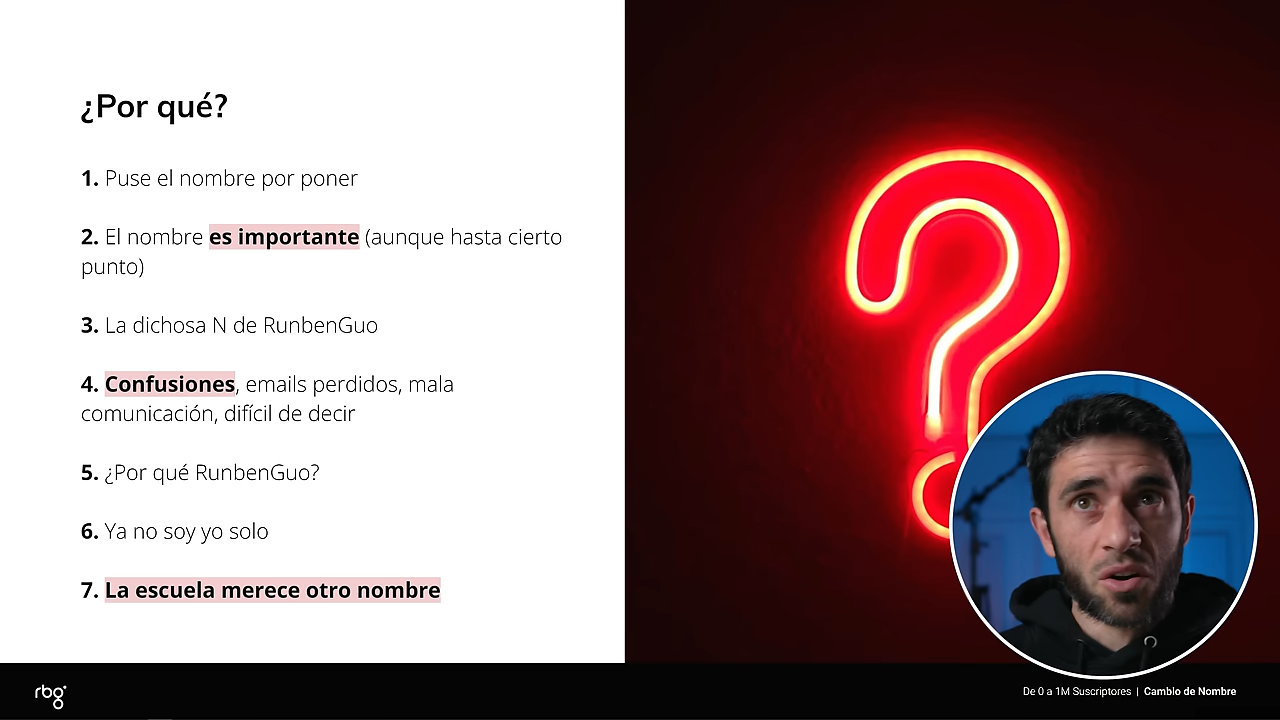 ¿Por qué?
1. Puse el nombre por poner
2. El nombre es importante (aunque hasta cierto
punto)
3. La dichosa N de RunbenGuo
4. Confusiones, emails perdidos, mala
comunicación, difícil de decir
5. ¿Por qué RunbenGuo?
6. Ya no soy yo solo
7. La escuela merece otro nombre
rbg
De 0 a 1M Suscriptores | Cambio de Nombre